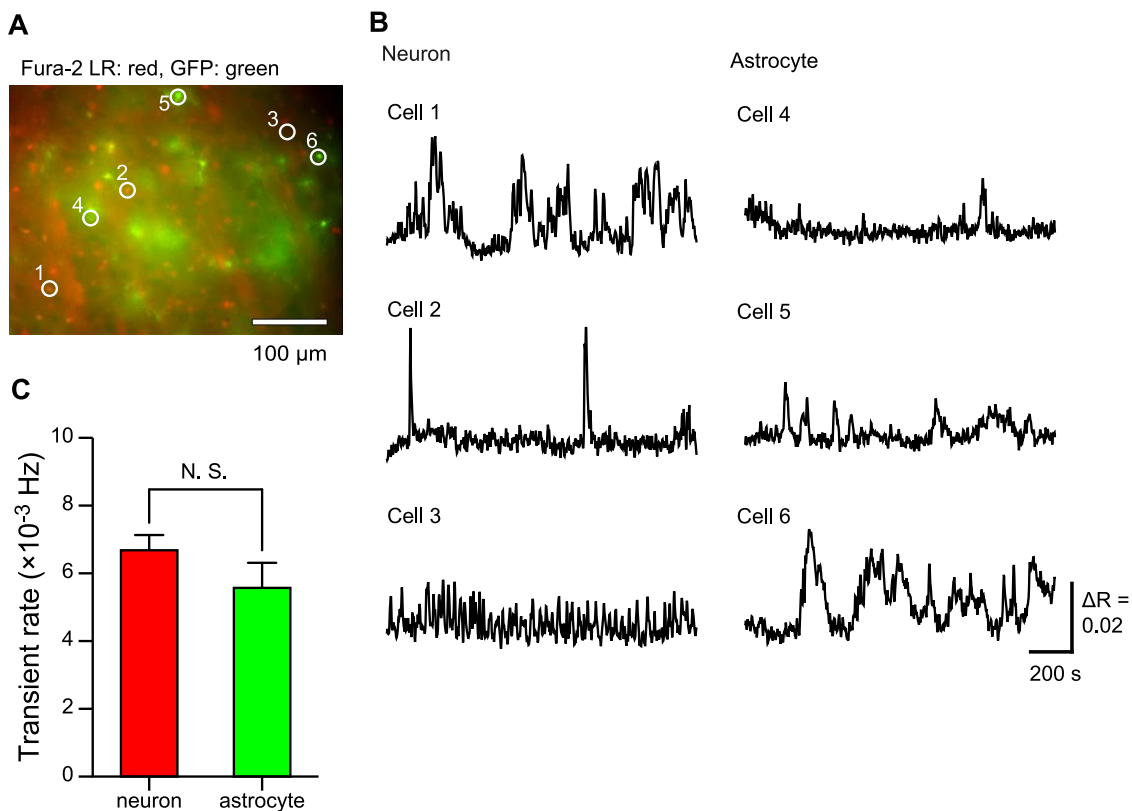 A
Fura-2 LR: red, GFP: green
5
3
6
2
4
1
100 µm
B
Neuron
Astrocyte
Cell 1
Cell 4
Cell 2
Cell 5
Cell 3
Cell 6
ΔR =
0.02
200 s
C
Transient rate (×10⁻³ Hz)
10
8
6
4
2
0
N. S.
neuron
astrocyte